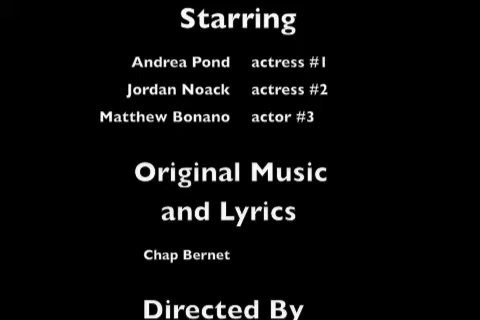 Starring
Andrea Pond actress #1
Jordan Noack actress #2
Matthew Bonano actor #3
Original Music
and Lyrics
Chap Bernet
Directed By